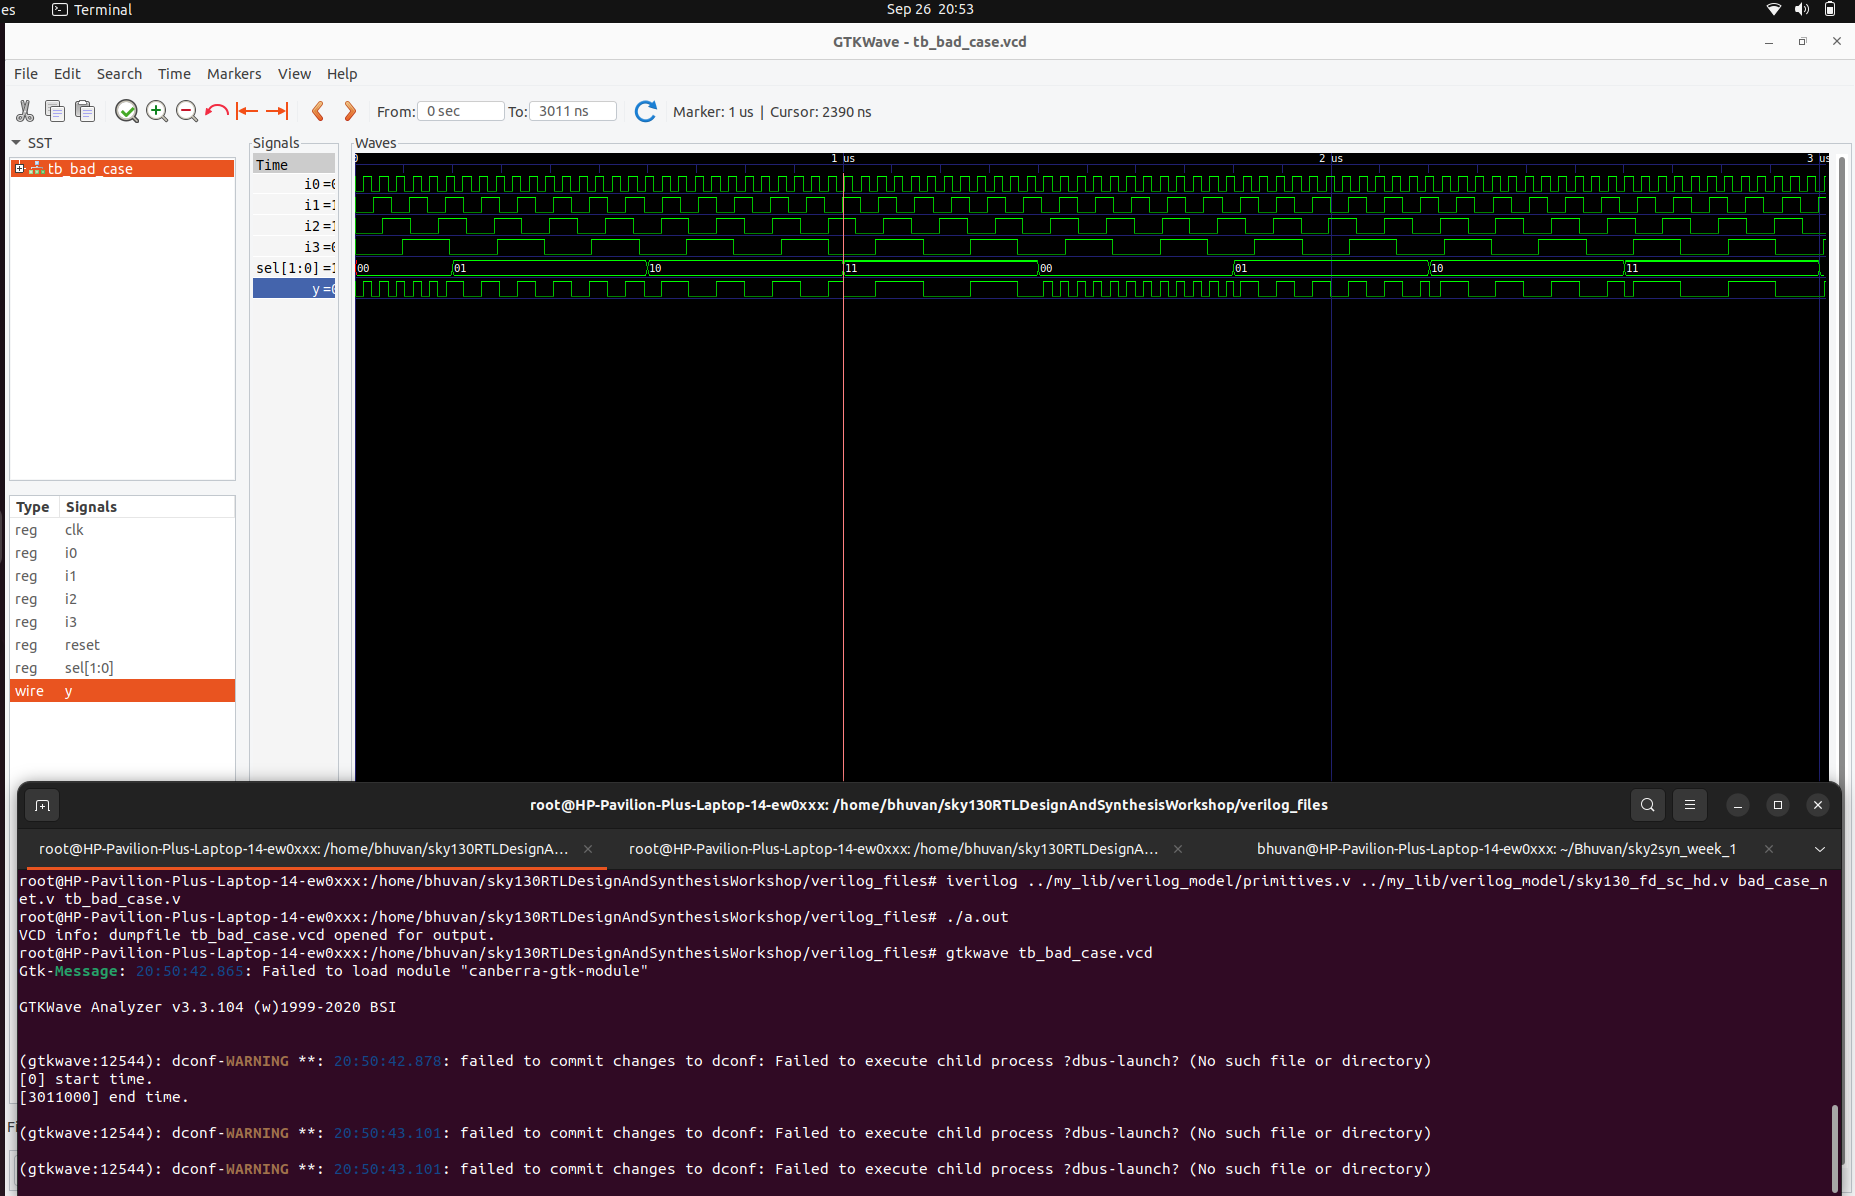 es Terminal Sep 26 20:53
GTKWave - tb_bad_case.vcd
File Edit Search Time Markers View Help
From: 0 sec To: 3011 ns Marker: 1 us | Cursor: 2390 ns
SST
tb_bad_case
Type Signals
reg clk
reg i0
reg i1
reg i2
reg i3
reg reset
reg sel[1:0]
wire y
Signals
Time
i0 =0
i1 =1
i2 =1
i3 =0
sel[1:0] =1
y =0
Waves
0 1 us 2 us 3 us
00 01 10 11 00 01 10 11
root@HP-Pavilion-Plus-Laptop-14-ew0xxx: /home/bhuvan/sky130RTLDesignAndSynthesisWorkshop/verilog_files
root@HP-Pavilion-Plus-Laptop-14-ew0xxx: /home/bhuvan/sky130RTLDesignA... root@HP-Pavilion-Plus-Laptop-14-ew0xxx: /home/bhuvan/sky130RTLDesignA... bhuvan@HP-Pavilion-Plus-Laptop-14-ew0xxx: ~/Bhuvan/sky2syn_week_1
root@HP-Pavilion-Plus-Laptop-14-ew0xxx:/home/bhuvan/sky130RTLDesignAndSynthesisWorkshop/verilog_files# iverilog ../my_lib/verilog_model/primitives.v ../my_lib/verilog_model/sky130_fd_sc_hd.v bad_case_n
et.v tb_bad_case.v
root@HP-Pavilion-Plus-Laptop-14-ew0xxx:/home/bhuvan/sky130RTLDesignAndSynthesisWorkshop/verilog_files# ./a.out
VCD info: dumpfile tb_bad_case.vcd opened for output.
root@HP-Pavilion-Plus-Laptop-14-ew0xxx:/home/bhuvan/sky130RTLDesignAndSynthesisWorkshop/verilog_files# gtkwave tb_bad_case.vcd
Gtk-Message: 20:50:42.865: Failed to load module "canberra-gtk-module"
GTKWave Analyzer v3.3.104 (w)1999-2020 BSI
(gtkwave:12544): dconf-WARNING **: 20:50:42.878: failed to commit changes to dconf: Failed to execute child process ?dbus-launch? (No such file or directory)
[0] start time.
[3011000] end time.
(gtkwave:12544): dconf-WARNING **: 20:50:43.101: failed to commit changes to dconf: Failed to execute child process ?dbus-launch? (No such file or directory)
(gtkwave:12544): dconf-WARNING **: 20:50:43.101: failed to commit changes to dconf: Failed to execute child process ?dbus-launch? (No such file or directory)